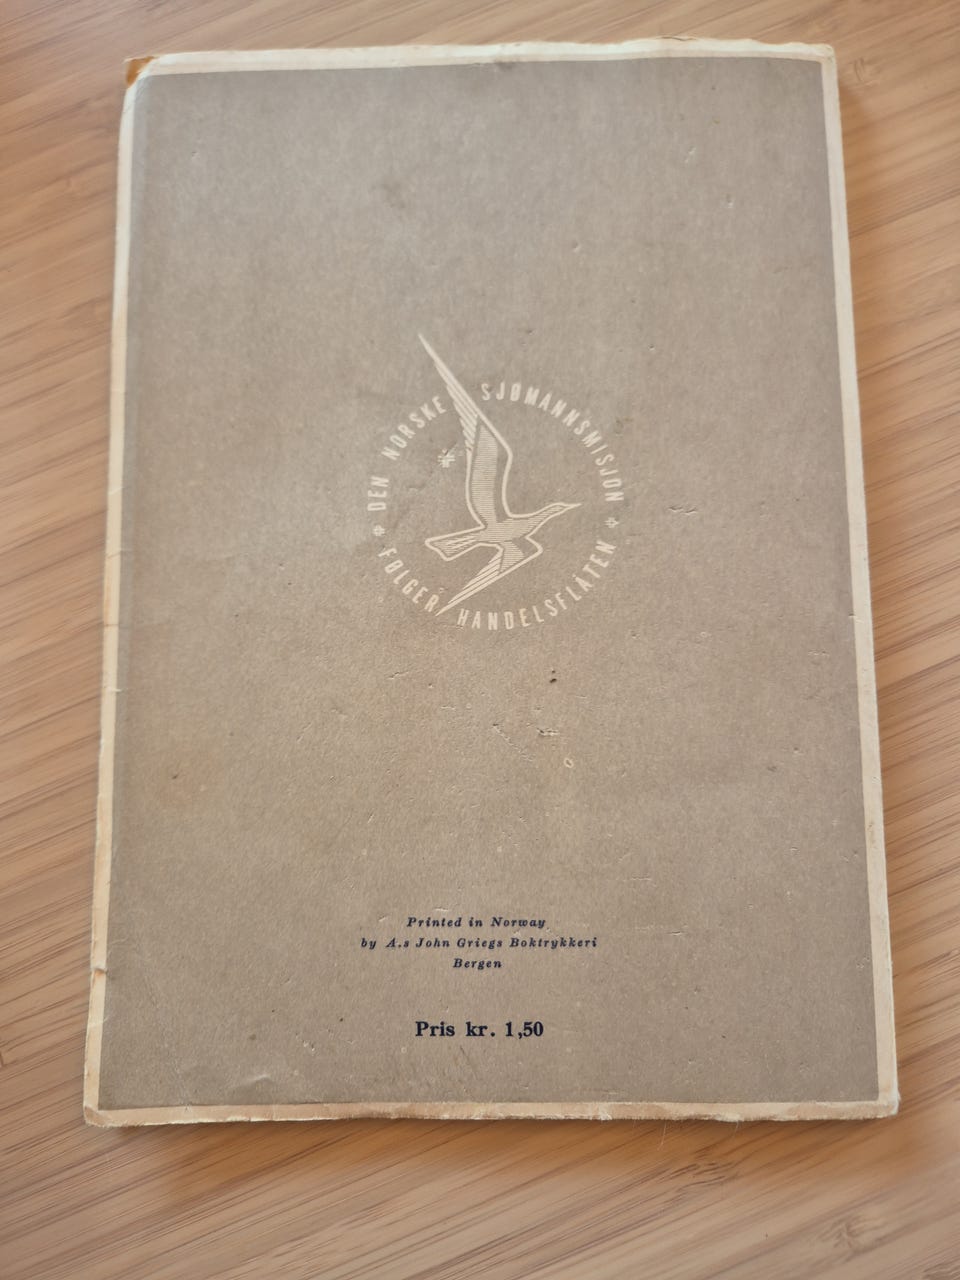 DEN NORSKE SJØMANNSMISJON
FØLGER HANDELSFLÅTEN
Printed in Norway
by A.s John Griegs Boktrykkeri
Bergen
Pris kr. 1,50